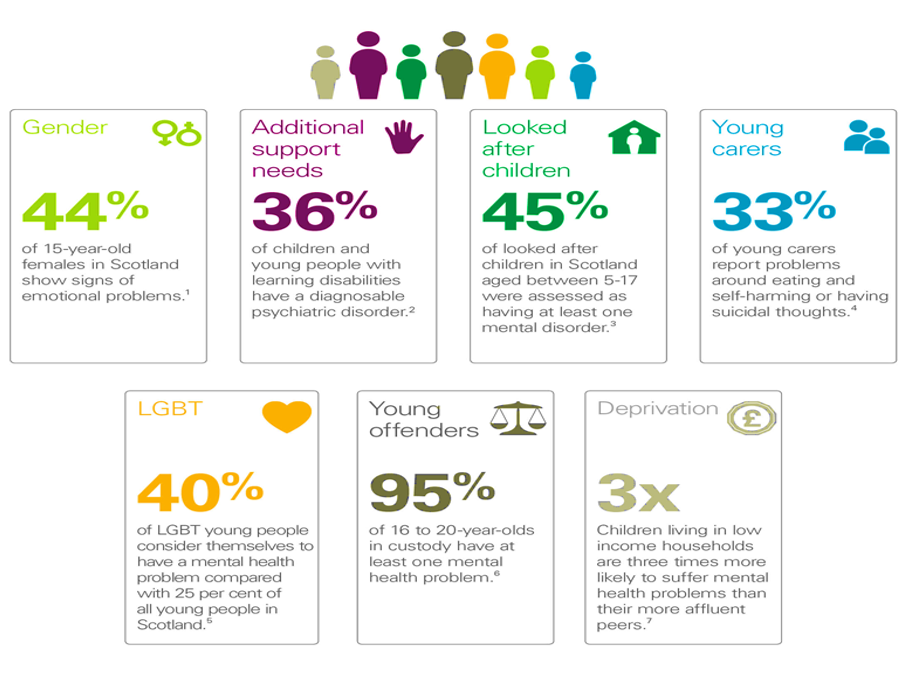 Gender
44%
of 15-year-old
females in Scotland
show signs of
emotional problems.¹
Additional
support
needs
36%
of children and
young people with
learning disabilities
have a diagnosable
psychiatric disorder.²
Looked
after
children
45%
of looked after
children in Scotland
aged between 5-17
were assessed as
having at least one
mental disorder.³
Young
carers
33%
of young carers
report problems
around eating and
self-harming or having
suicidal thoughts.⁴
LGBT
40%
of LGBT young people
consider themselves to
have a mental health
problem compared
with 25 per cent of
all young people in
Scotland.⁵
Young
offenders
95%
of 16 to 20-year-olds
in custody have at
least one mental
health problem.⁶
Deprivation
£
3x
Children living in low
income households
are three times more
likely to suffer mental
health problems than
their more affluent
peers.⁷